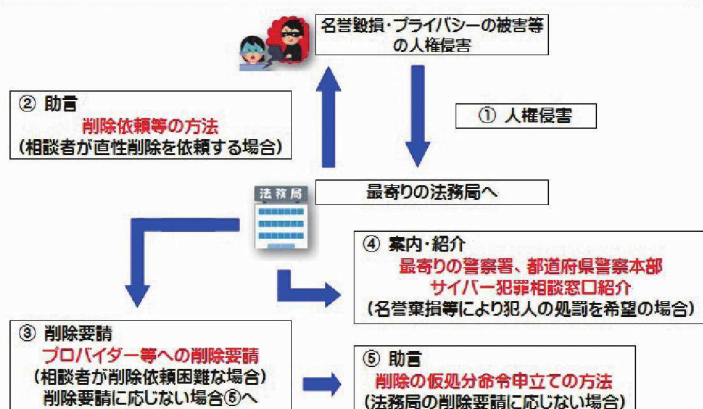 名誉毀損・プライバシーの被害等
の人権侵害
② 助言
削除依頼等の方法
(相談者が直性削除を依頼する場合)
① 人権侵害
法務局
最寄りの法務局へ
④ 案内・紹介
最寄りの警察署、都道府県警察本部
サイバー犯罪相談窓口紹介
(名誉棄損等により犯人の処罰を希望の場合)
③ 削除要請
プロバイダー等への削除要請
(相談者が削除依頼困難な場合)
削除要請に応じない場合⑤へ
⑤ 助言
削除の仮処分命令申立ての方法
(法務局の削除要請に応じない場合)